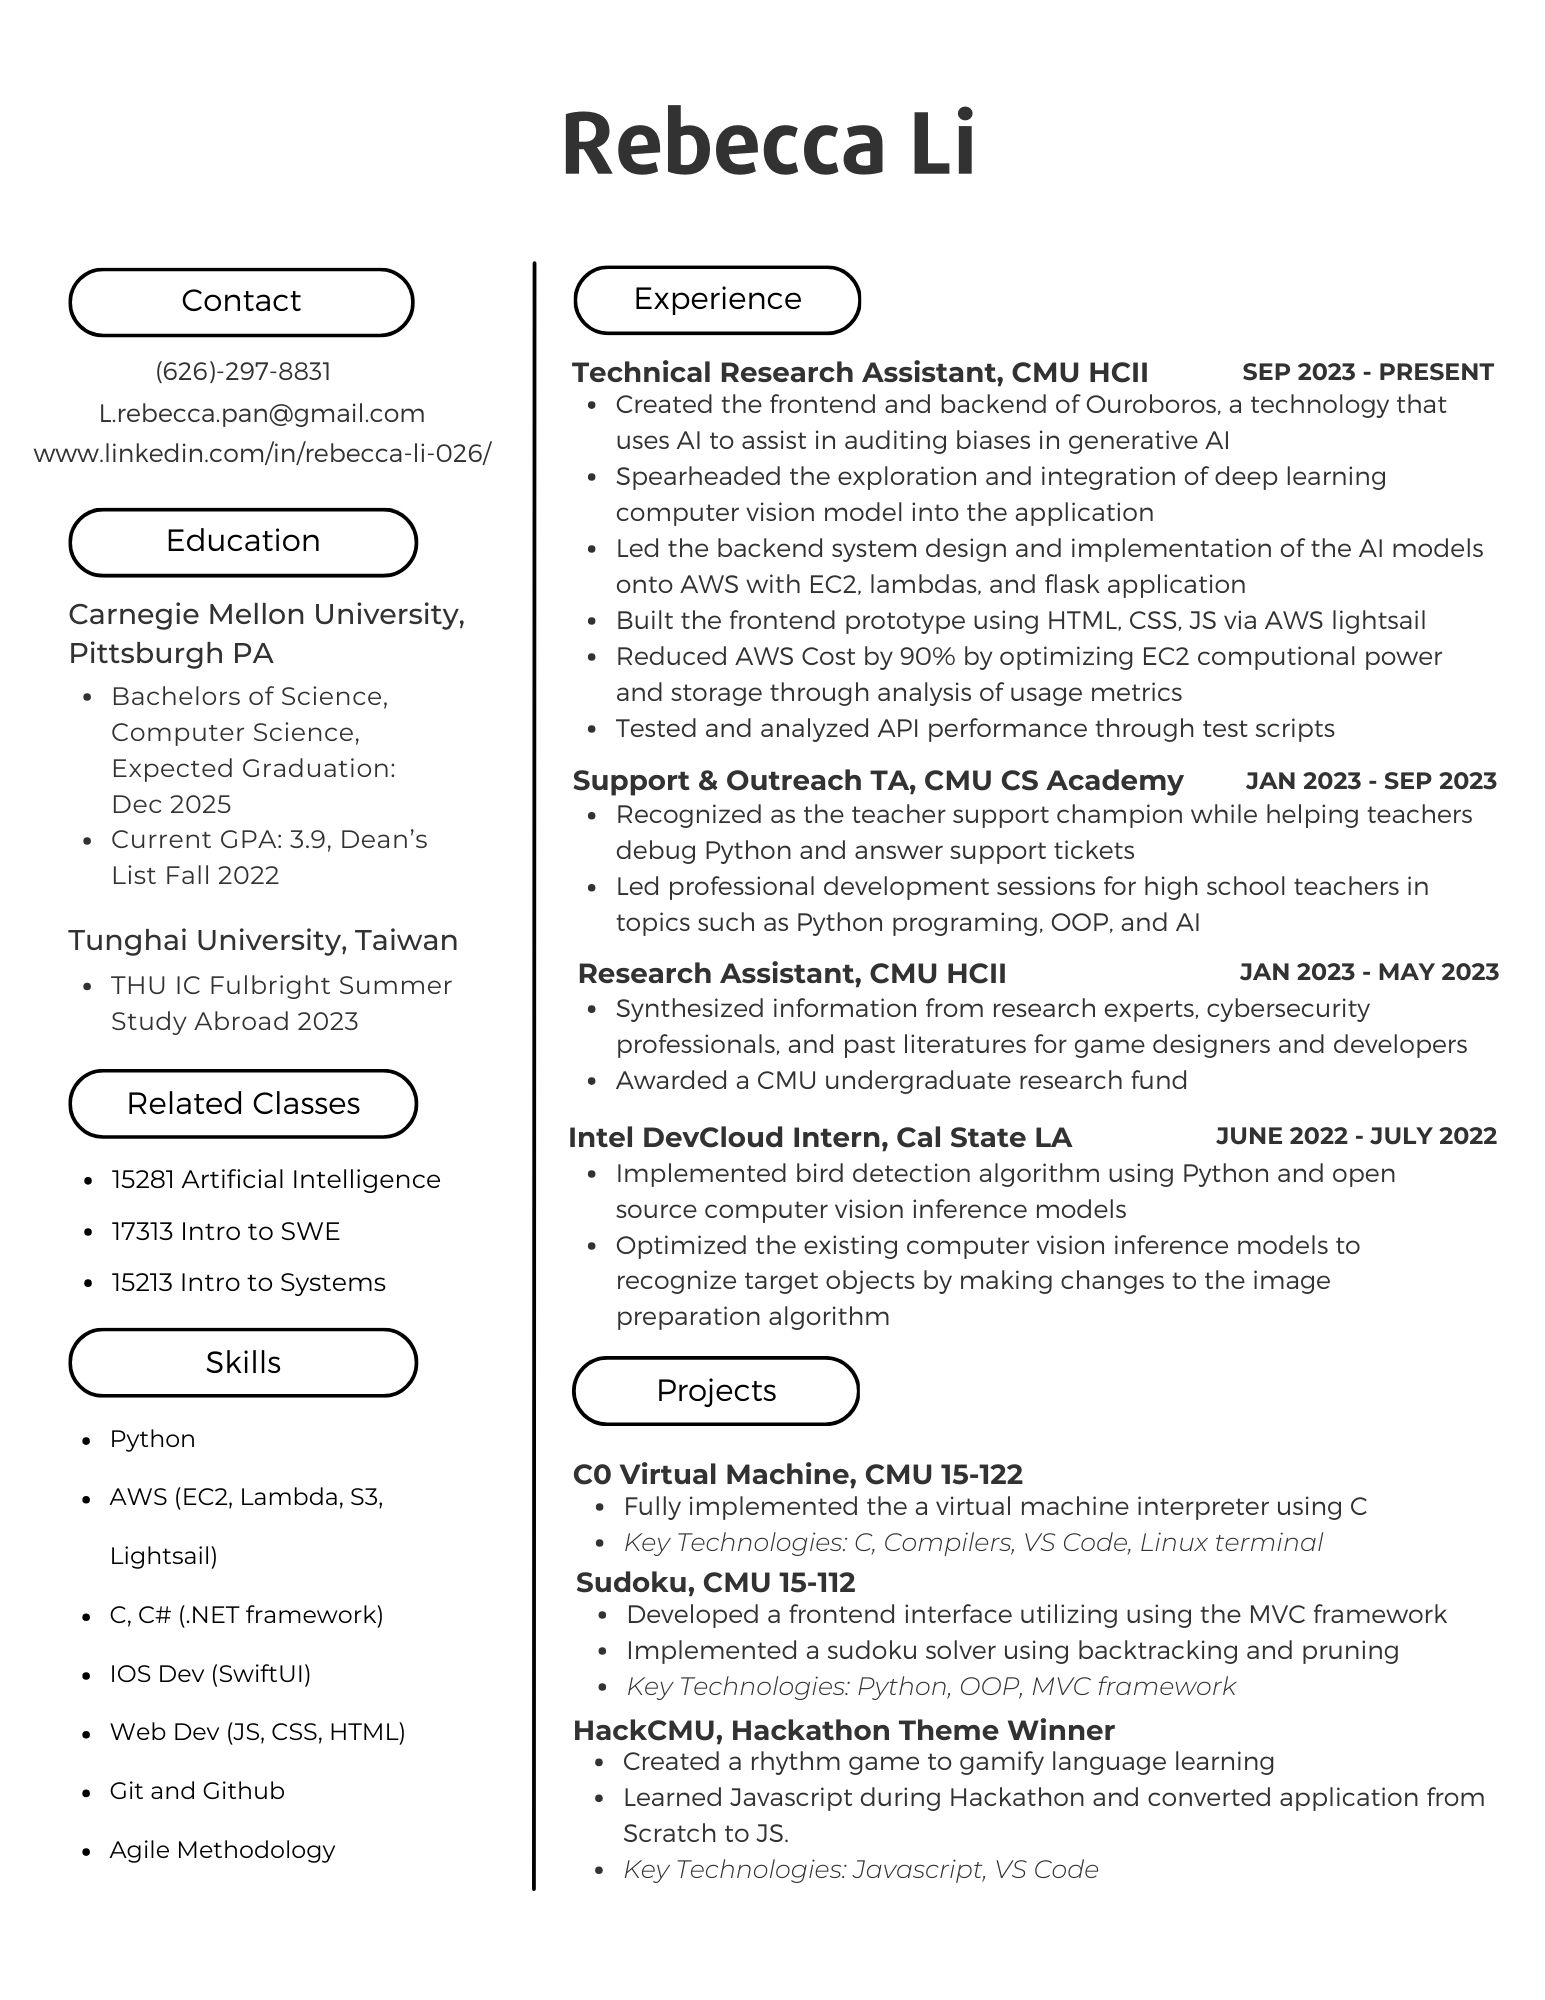 Rebecca Li
Contact
(626)-297-8831
L.rebecca.pan@gmail.com
www.linkedin.com/in/rebecca-li-026/
Education
Carnegie Mellon University,
Pittsburgh PA
• Bachelors of Science,
Computer Science,
Expected Graduation:
Dec 2025
• Current GPA: 3.9, Dean’s
List Fall 2022
Tunghai University, Taiwan
• THU IC Fulbright Summer
Study Abroad 2023
Related Classes
• 15281 Artificial Intelligence
• 17313 Intro to SWE
• 15213 Intro to Systems
Skills
• Python
• AWS (EC2, Lambda, S3,
Lightsail)
• C, C# (.NET framework)
• IOS Dev (SwiftUI)
• Web Dev (JS, CSS, HTML)
• Git and Github
• Agile Methodology
Experience
Technical Research Assistant, CMU HCII SEP 2023 - PRESENT
• Created the frontend and backend of Ouroboros, a technology that
uses AI to assist in auditing biases in generative AI
• Spearheaded the exploration and integration of deep learning
computer vision model into the application
• Led the backend system design and implementation of the AI models
onto AWS with EC2, lambdas, and flask application
• Built the frontend prototype using HTML, CSS, JS via AWS lightsail
• Reduced AWS Cost by 90% by optimizing EC2 computional power
and storage through analysis of usage metrics
• Tested and analyzed API performance through test scripts
Support & Outreach TA, CMU CS Academy JAN 2023 - SEP 2023
• Recognized as the teacher support champion while helping teachers
debug Python and answer support tickets
• Led professional development sessions for high school teachers in
topics such as Python programing, OOP, and AI
Research Assistant, CMU HCII JAN 2023 - MAY 2023
• Synthesized information from research experts, cybersecurity
professionals, and past literatures for game designers and developers
• Awarded a CMU undergraduate research fund
Intel DevCloud Intern, Cal State LA JUNE 2022 - JULY 2022
• Implemented bird detection algorithm using Python and open
source computer vision inference models
• Optimized the existing computer vision inference models to
recognize target objects by making changes to the image
preparation algorithm
Projects
C0 Virtual Machine, CMU 15-122
• Fully implemented the a virtual machine interpreter using C
• Key Technologies: C, Compilers, VS Code, Linux terminal
Sudoku, CMU 15-112
• Developed a frontend interface utilizing using the MVC framework
• Implemented a sudoku solver using backtracking and pruning
• Key Technologies: Python, OOP, MVC framework
HackCMU, Hackathon Theme Winner
• Created a rhythm game to gamify language learning
• Learned Javascript during Hackathon and converted application from
Scratch to JS.
• Key Technologies: Javascript, VS Code